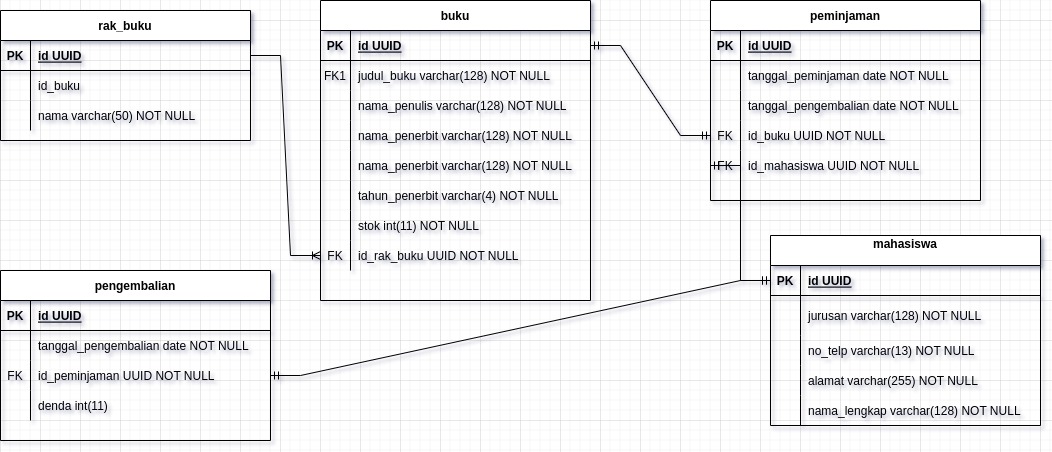 rak_buku
PK id UUID
id_buku
nama varchar(50) NOT NULL
buku
PK id UUID
FK1 judul_buku varchar(128) NOT NULL
nama_penulis varchar(128) NOT NULL
nama_penerbit varchar(128) NOT NULL
nama_penerbit varchar(128) NOT NULL
tahun_penerbit varchar(4) NOT NULL
stok int(11) NOT NULL
FK id_rak_buku UUID NOT NULL
peminjaman
PK id UUID
tanggal_peminjaman date NOT NULL
tanggal_pengembalian date NOT NULL
FK id_buku UUID NOT NULL
FK id_mahasiswa UUID NOT NULL
pengembalian
PK id UUID
tanggal_pengembalian date NOT NULL
FK id_peminjaman UUID NOT NULL
denda int(11)
mahasiswa
PK id UUID
jurusan varchar(128) NOT NULL
no_telp varchar(13) NOT NULL
alamat varchar(255) NOT NULL
nama_lengkap varchar(128) NOT NULL